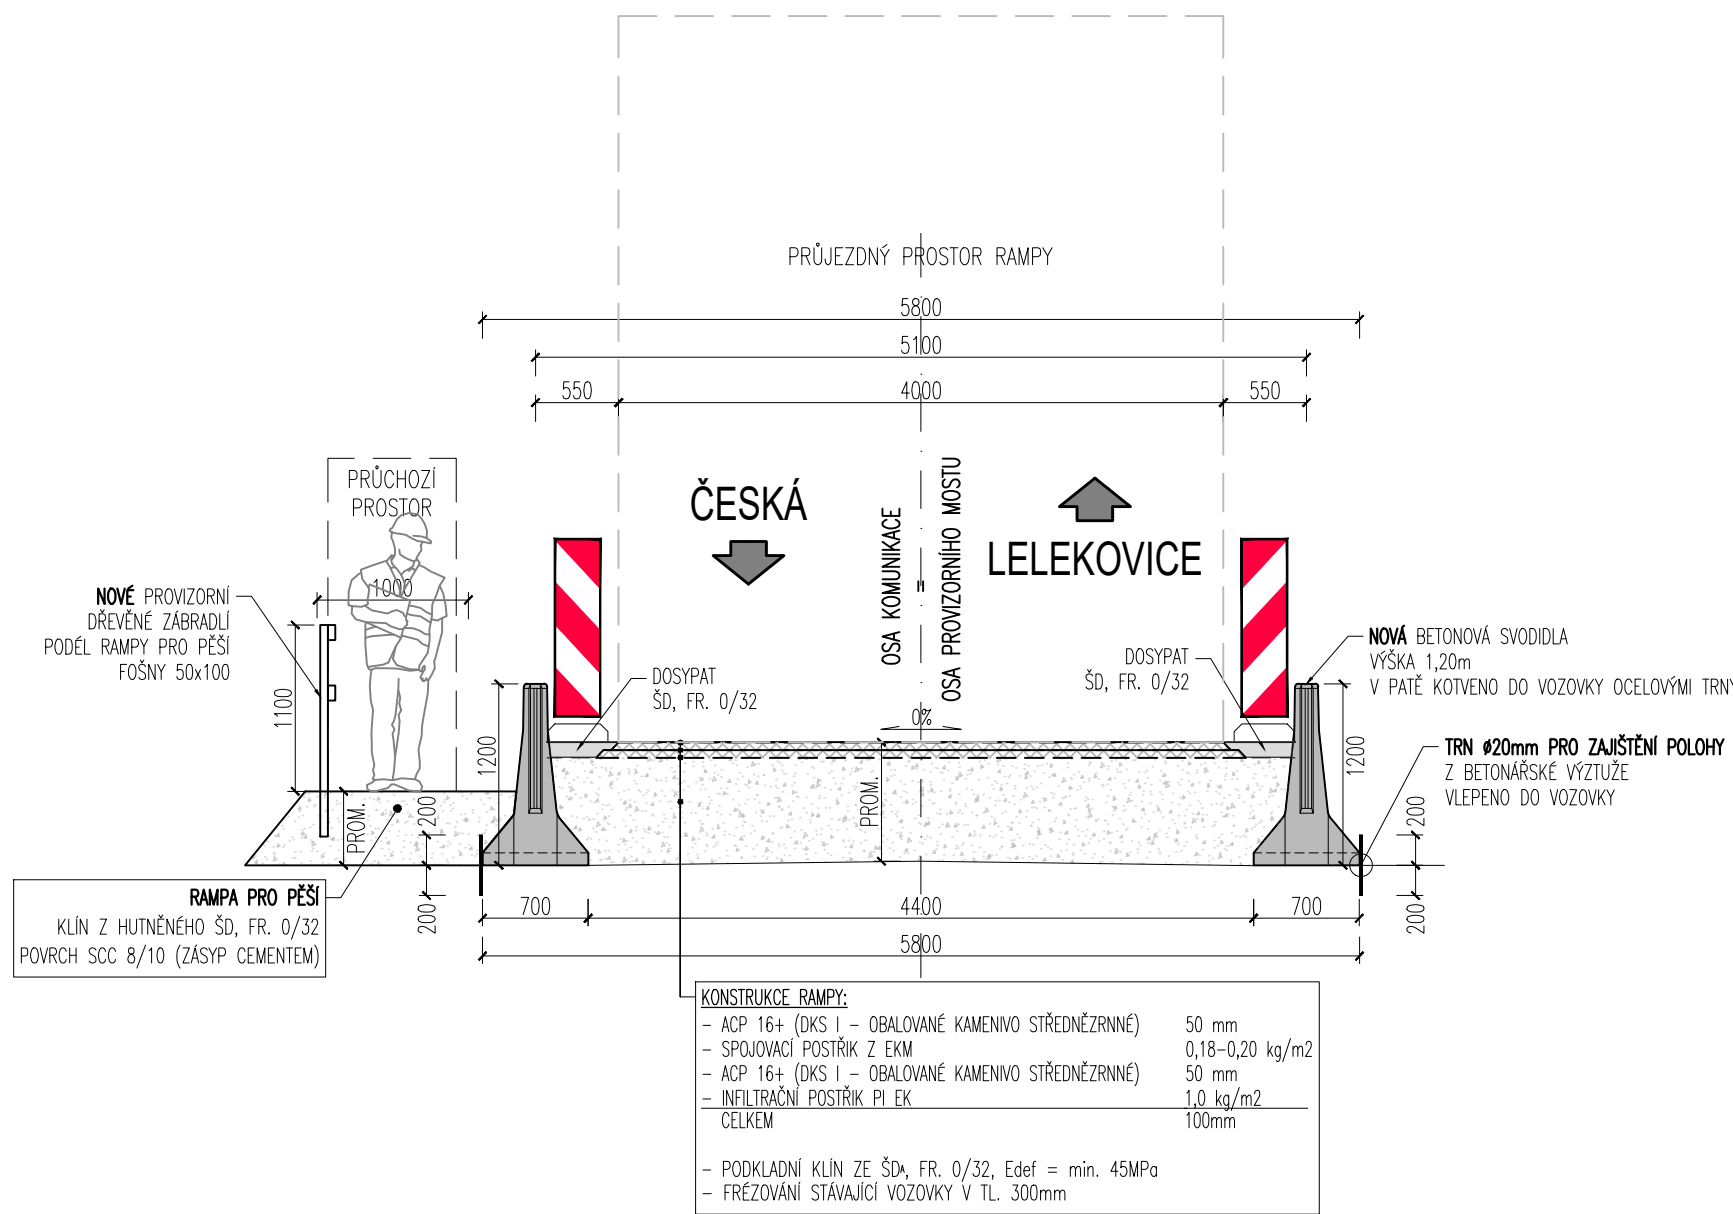 PRŮJEZDNÝ PROSTOR RAMPY
5800
5100
550
4000
550
PRŮCHOZÍ
PROSTOR
ČESKÁ
LELEKOVICE
OSA KOMUNIKACE
=
OSA PROVIZORNÍHO MOSTU
1000
NOVÉ PROVIZORNÍ
DŘEVĚNÉ ZÁBRADLÍ
PODÉL RAMPY PRO PĚŠÍ
FOŠNY 50x100
1100
DOSYPAT
ŠD, FR. 0/32
DOSYPAT
ŠD, FR. 0/32
0%
NOVÁ BETONOVÁ SVODIDLA
VÝŠKA 1,20m
V PATĚ KOTVENO DO VOZOVKY OCELOVÝMI TRNY
TRN ø20mm PRO ZAJIŠTĚNÍ POLOHY
Z BETONÁŘSKÉ VÝZTUŽE
VLEPENO DO VOZOVKY
1200
1200
PROM.
200
PROM.
200
200
200
RAMPA PRO PĚŠÍ
KLÍN Z HUTNĚNÉHO ŠD, FR. 0/32
POVRCH SCC 8/10 (ZÁSYP CEMENTEM)
700
4400
700
5800
KONSTRUKCE RAMPY:
- ACP 16+ (DKS I - OBALOVANÉ KAMENIVO STŘEDNĚZRNNÉ) 50 mm
- SPOJOVACÍ POSTŘIK Z EKM 0,18-0,20 kg/m2
- ACP 16+ (DKS I - OBALOVANÉ KAMENIVO STŘEDNĚZRNNÉ) 50 mm
- INFILTRAČNÍ POSTŘIK PI EK 1,0 kg/m2
CELKEM 100mm
- PODKLADNÍ KLÍN ZE ŠDA, FR. 0/32, Edef = min. 45MPa
- FRÉZOVÁNÍ STÁVAJÍCÍ VOZOVKY V TL. 300mm